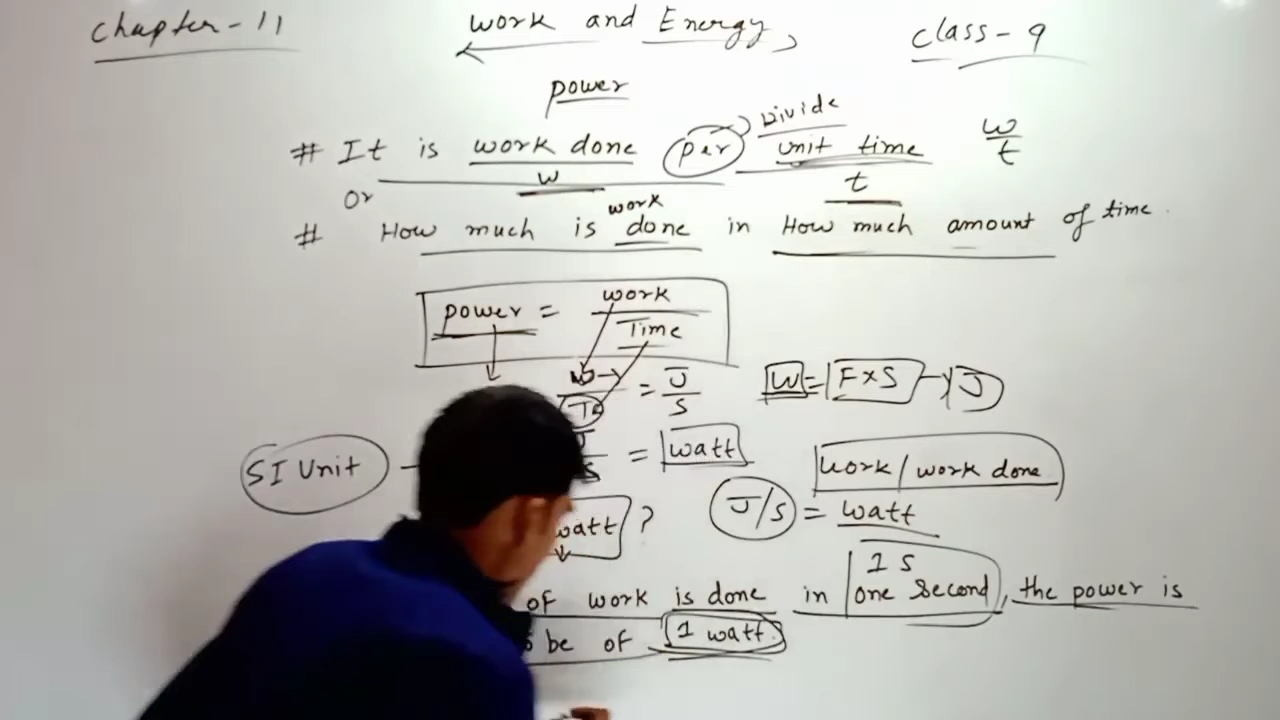 chapter-11 work and Energy class-9
power
Divide
# It is work done per unit time w/t
w t
or
work
# How much is done in How much amount of time.
power = work
Time
= J/s W = F×S → J
SI Unit = watt work/work done
watt ? J/s = watt
1 s
of work is done in one second, the power is
be of 1 watt.